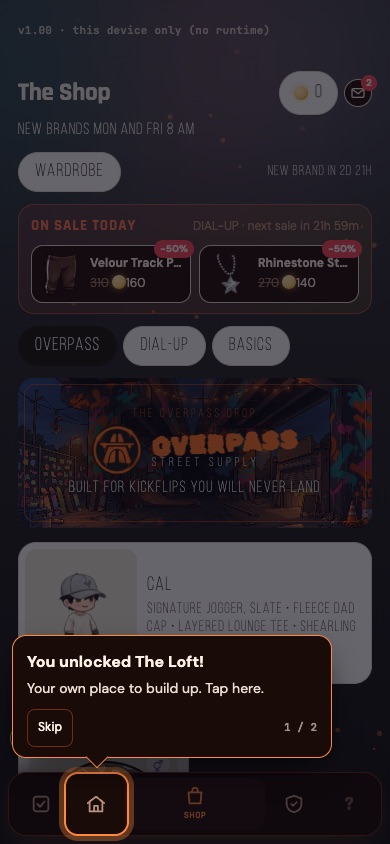 v1.00 · this device only (no runtime)
The Shop
0
2
NEW BRANDS MON AND FRI 8 AM
WARDROBE
NEW BRAND IN 2D 21H
ON SALE TODAY
DIAL-UP · next sale in 21h 59m
-50%
-50%
Velour Track P...
Rhinestone St...
310 160
270 140
OVERPASS
DIAL-UP
BASICS
THE OVERPASS DROP
OVERPASS
STREET SUPPLY
BUILT FOR KICKFLIPS YOU WILL NEVER LAND
CAL
SIGNATURE JOGGER, SLATE • FLEECE DAD
CAP • LAYERED LOUNGE TEE • SHEARLING
You unlocked The Loft!
Your own place to build up. Tap here.
Skip
1 / 2
SHOP
?